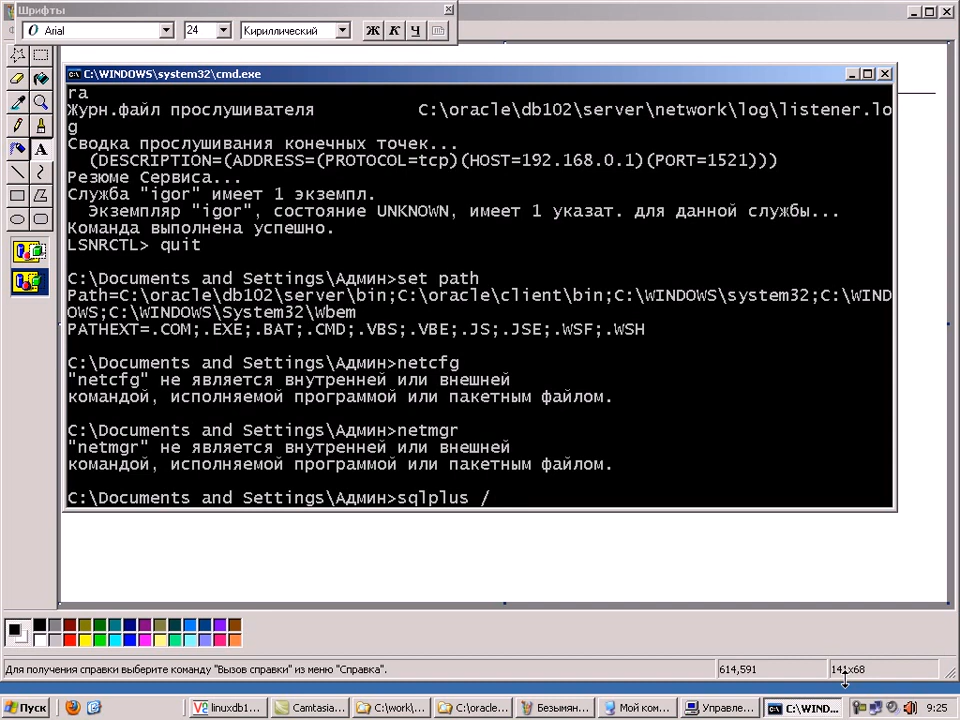 Шрифты
Arial
24
Кириллический
Ж К Ч
C:\WINDOWS\system32\cmd.exe
ra
Журн.файл прослушивателя C:\oracle\db102\server\network\log\listener.lo
g
Сводка прослушивания конечных точек...
(DESCRIPTION=(ADDRESS=(PROTOCOL=tcp)(HOST=192.168.0.1)(PORT=1521)))
Резюме Сервиса...
Служба "igor" имеет 1 экземпл.
Экземпляр "igor", состояние UNKNOWN, имеет 1 указат. для данной службы...
Команда выполнена успешно.
LSNRCTL> quit
C:\Documents and Settings\Админ>set path
Path=C:\oracle\db102\server\bin;C:\oracle\client\bin;C:\WINDOWS\system32;C:\WIND
OWS;C:\WINDOWS\System32\Wbem
PATHEXT=.COM;.EXE;.BAT;.CMD;.VBS;.VBE;.JS;.JSE;.WSF;.WSH
C:\Documents and Settings\Админ>netcfg
"netcfg" не является внутренней или внешней
командой, исполняемой программой или пакетным файлом.
C:\Documents and Settings\Админ>netmgr
"netmgr" не является внутренней или внешней
командой, исполняемой программой или пакетным файлом.
C:\Documents and Settings\Админ>sqlplus /
Для получения справки выберите команду "Вызов справки" из меню "Справка".
614,591
141x68
Пуск
linuxdb1...
Camtasia...
C:\work\...
C:\oracle...
Безымян...
Мой ком...
Управле...
C:\WIND...
9:25